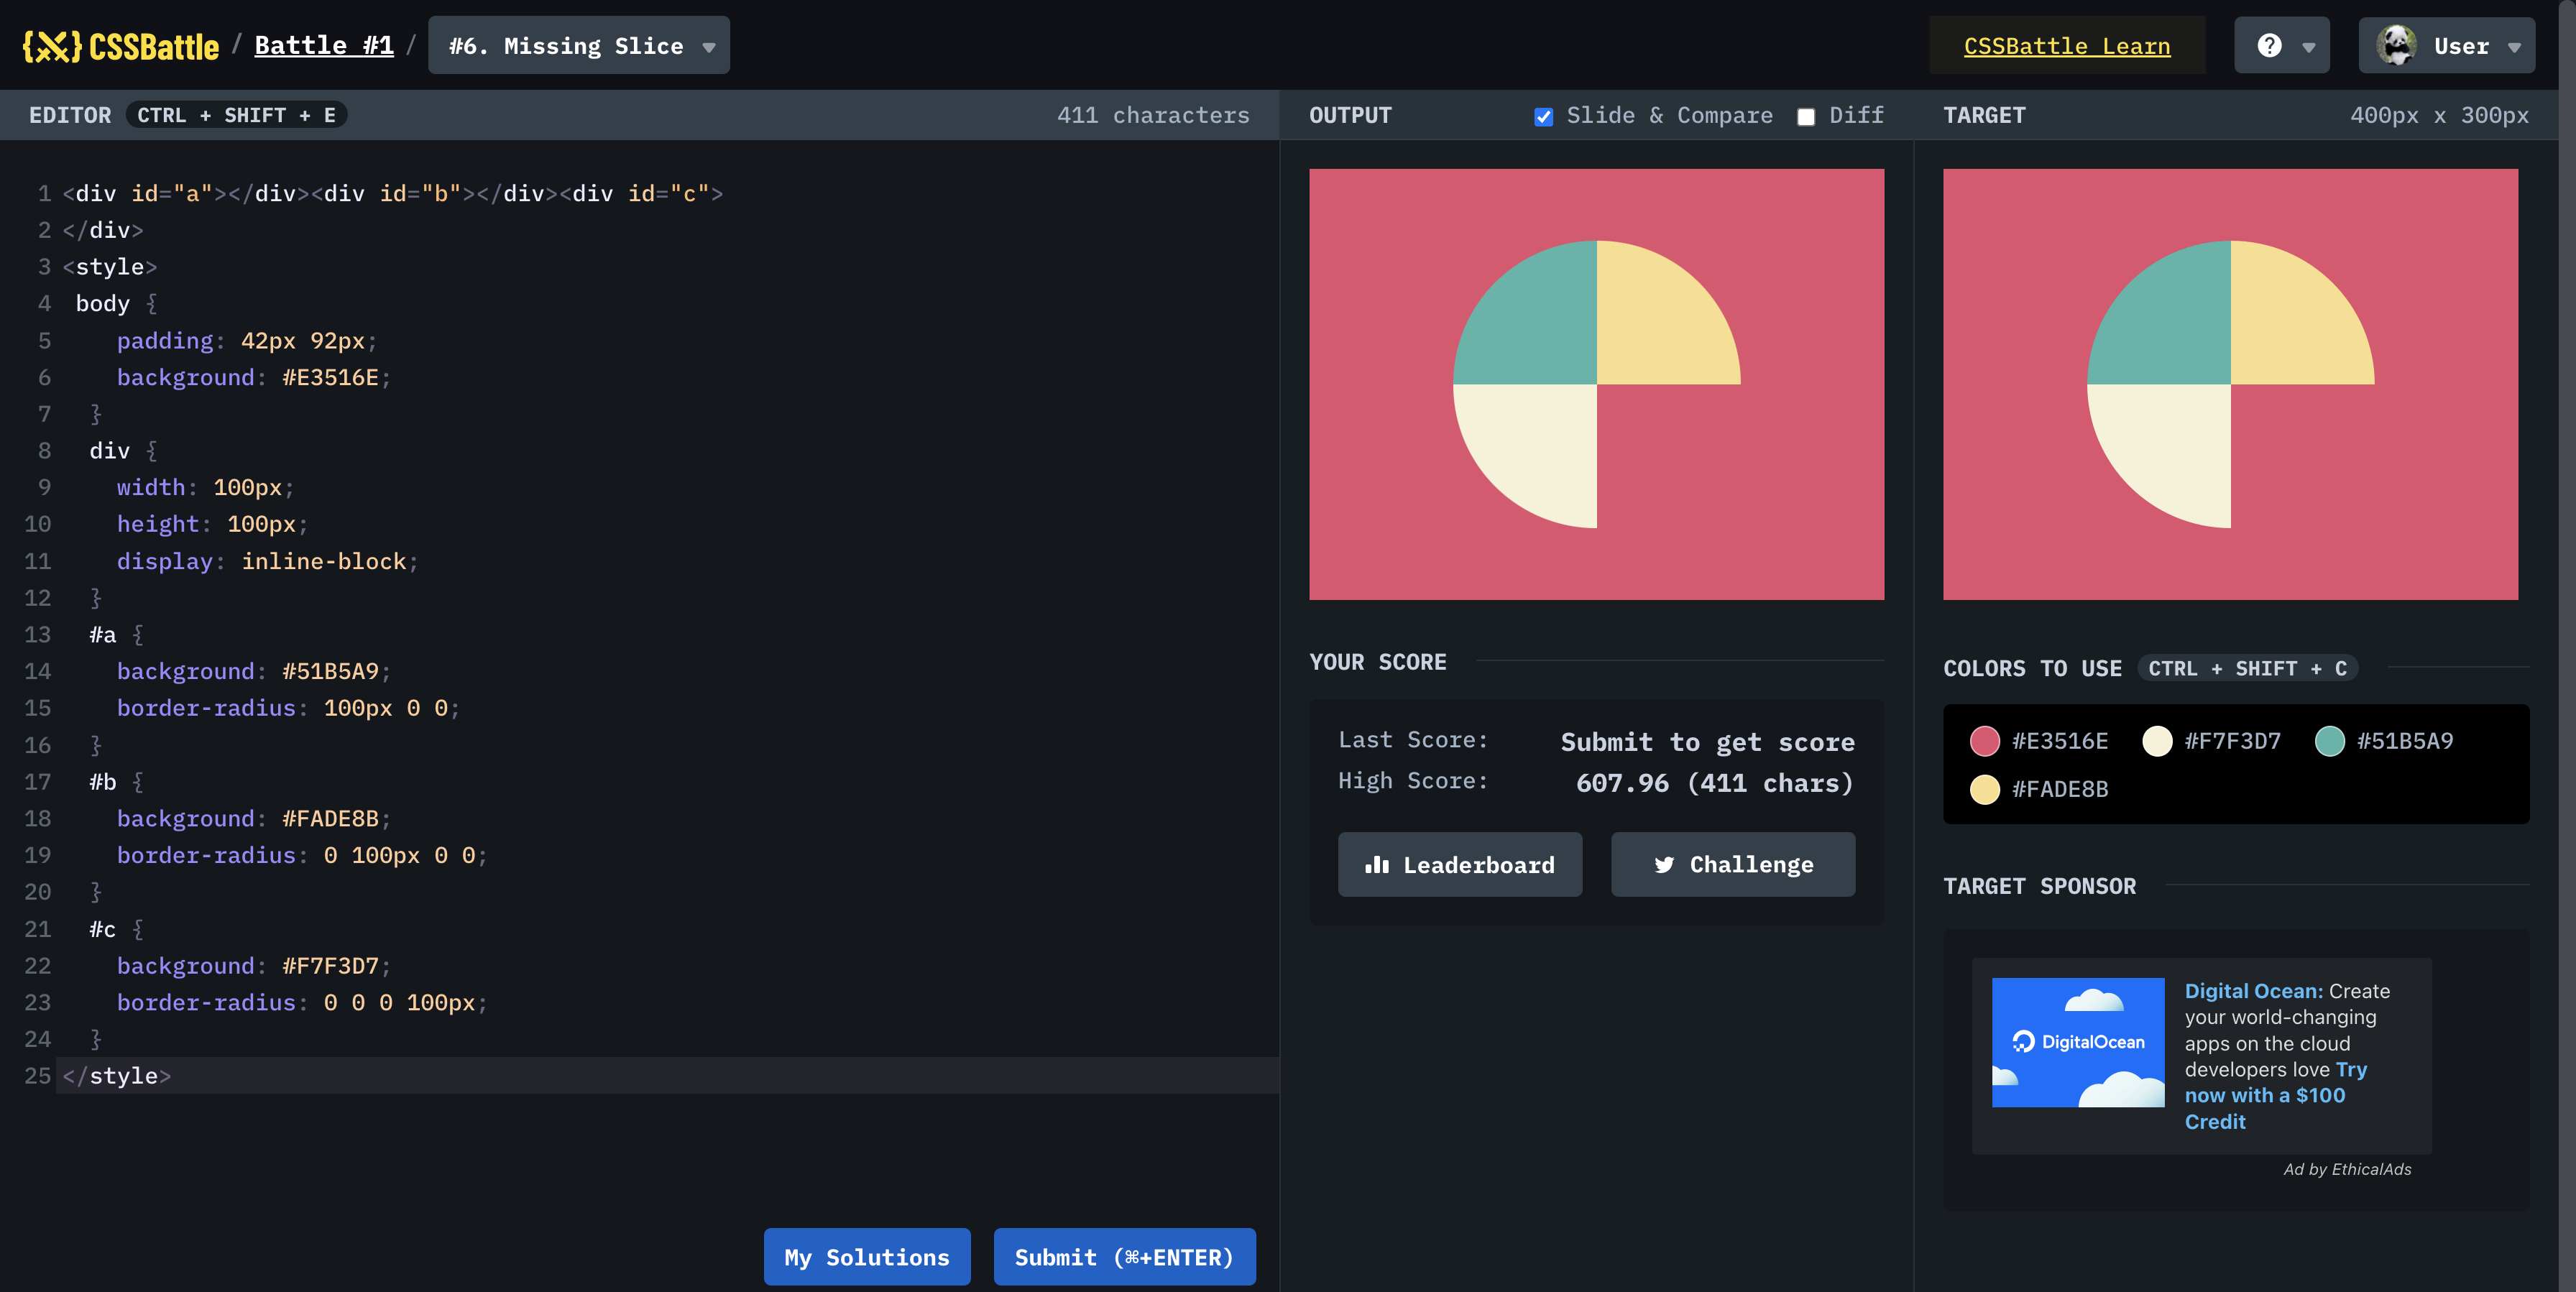 {X} CSSBattle / Battle #1 / #6. Missing Slice
CSSBattle Learn
?
User
EDITOR CTRL + SHIFT + E 411 characters
1 <div id="a"></div><div id="b"></div><div id="c">
2 </div>
3 <style>
4 body {
5 padding: 42px 92px;
6 background: #E3516E;
7 }
8 div {
9 width: 100px;
10 height: 100px;
11 display: inline-block;
12 }
13 #a {
14 background: #51B5A9;
15 border-radius: 100px 0 0;
16 }
17 #b {
18 background: #FADE8B;
19 border-radius: 0 100px 0 0;
20 }
21 #c {
22 background: #F7F3D7;
23 border-radius: 0 0 0 100px;
24 }
25 </style>
My Solutions
Submit (⌘+ENTER)
OUTPUT Slide & Compare Diff
YOUR SCORE
Last Score: Submit to get score
High Score: 607.96 (411 chars)
Leaderboard
Challenge
TARGET 400px x 300px
COLORS TO USE CTRL + SHIFT + C
#E3516E #F7F3D7 #51B5A9
#FADE8B
TARGET SPONSOR
DigitalOcean
Digital Ocean: Create
your world-changing
apps on the cloud
developers love Try
now with a $100
Credit
Ad by EthicalAds